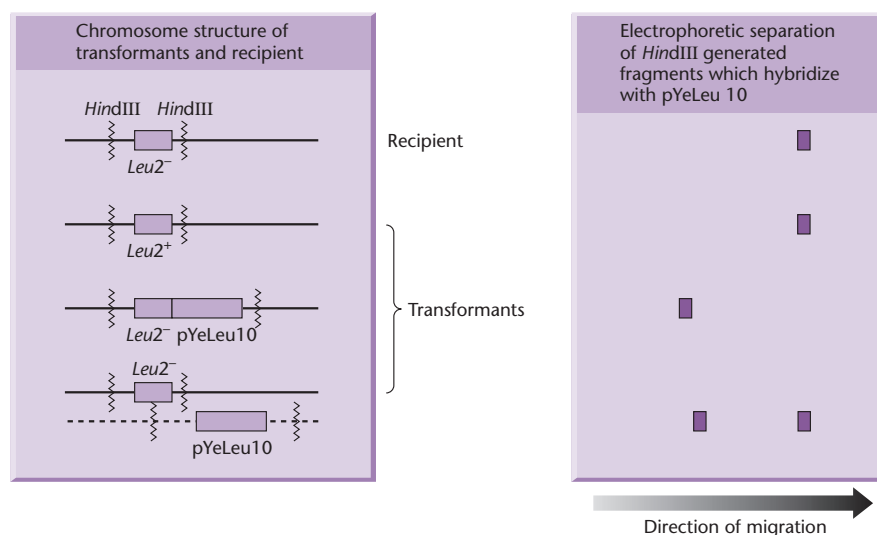 Chromosome structure of
transformants and recipient
HindIII HindIII
Leu2⁻
Leu2⁺
Leu2⁻ pYeLeu10
Leu2⁻
pYeLeu10
Recipient
Transformants
Electrophoretic separation
of HindIII generated
fragments which hybridize
with pYeLeu 10
Direction of migration